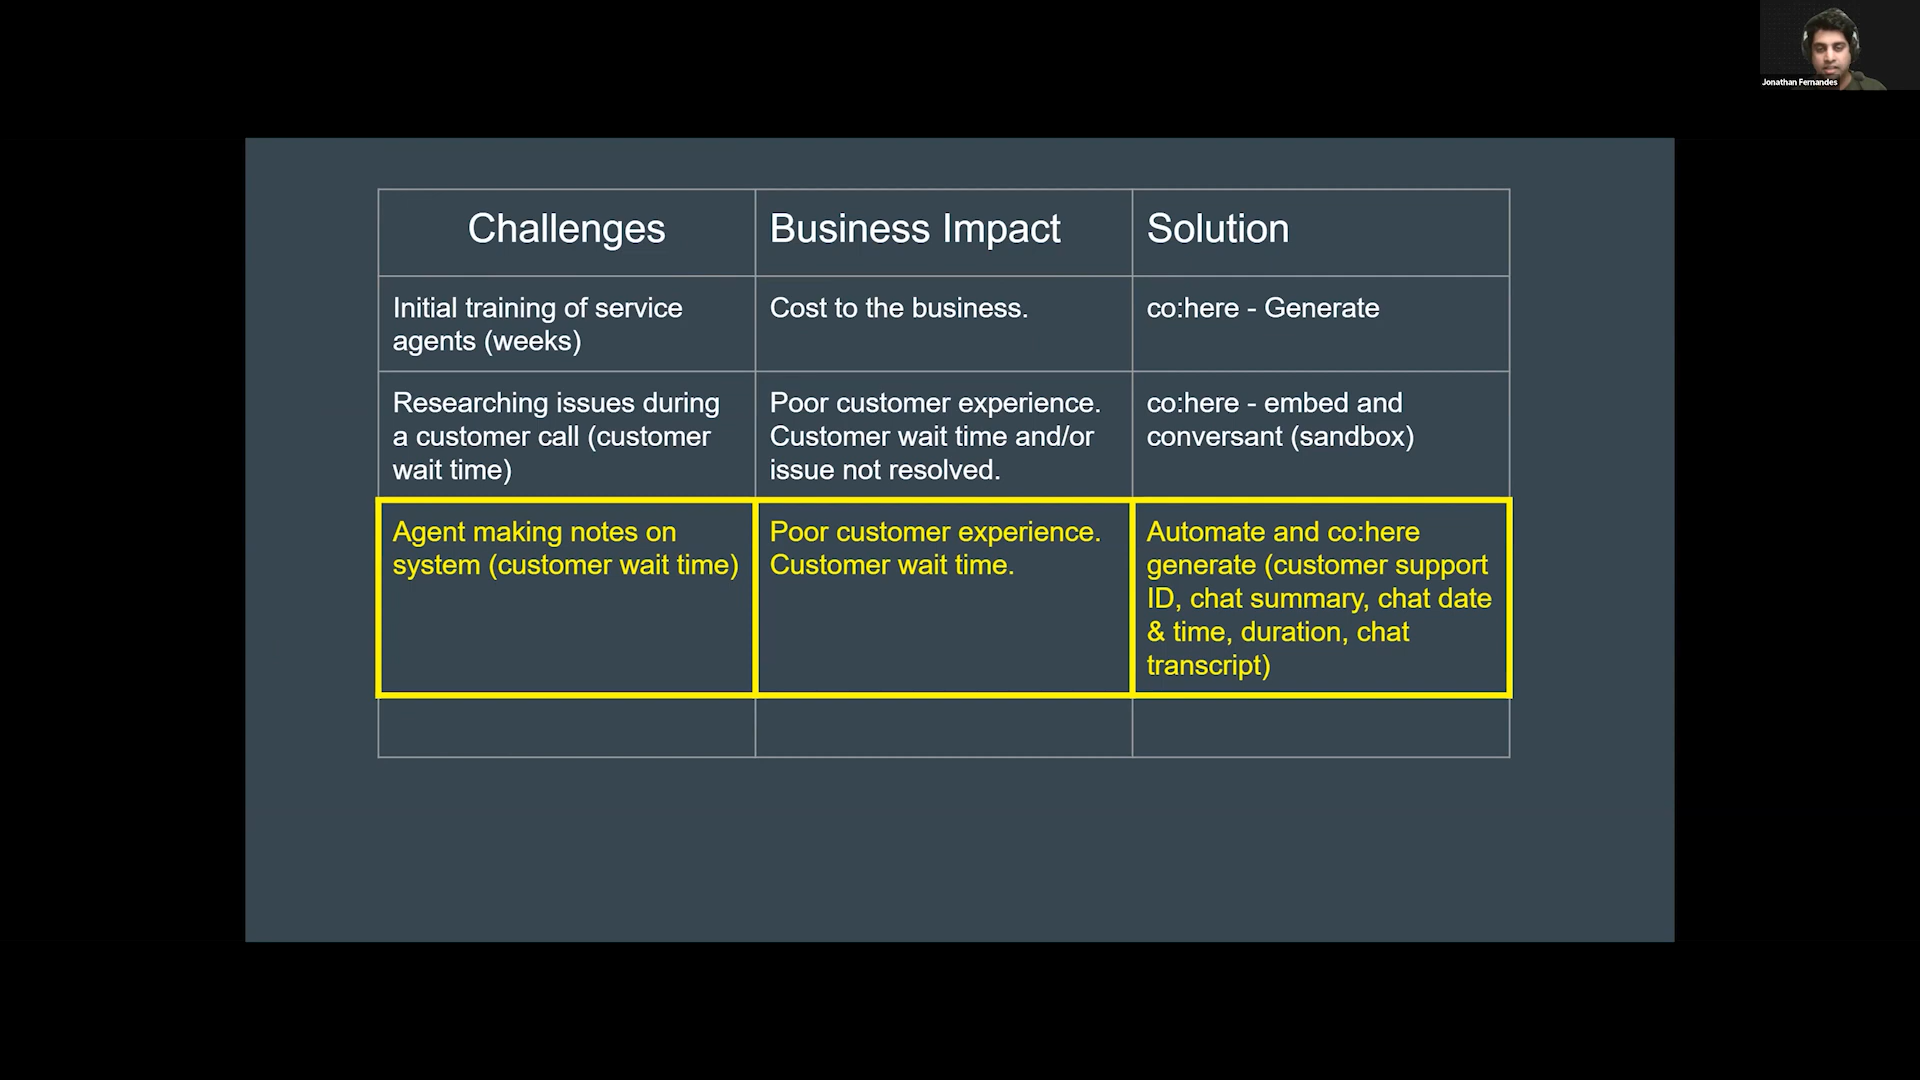 Jonathan Fernandes
Challenges
Business Impact
Solution
Initial training of service
agents (weeks)
Cost to the business.
co:here - Generate
Researching issues during
a customer call (customer
wait time)
Poor customer experience.
Customer wait time and/or
issue not resolved.
co:here - embed and
conversant (sandbox)
Agent making notes on
system (customer wait time)
Poor customer experience.
Customer wait time.
Automate and co:here
generate (customer support
ID, chat summary, chat date
& time, duration, chat
transcript)